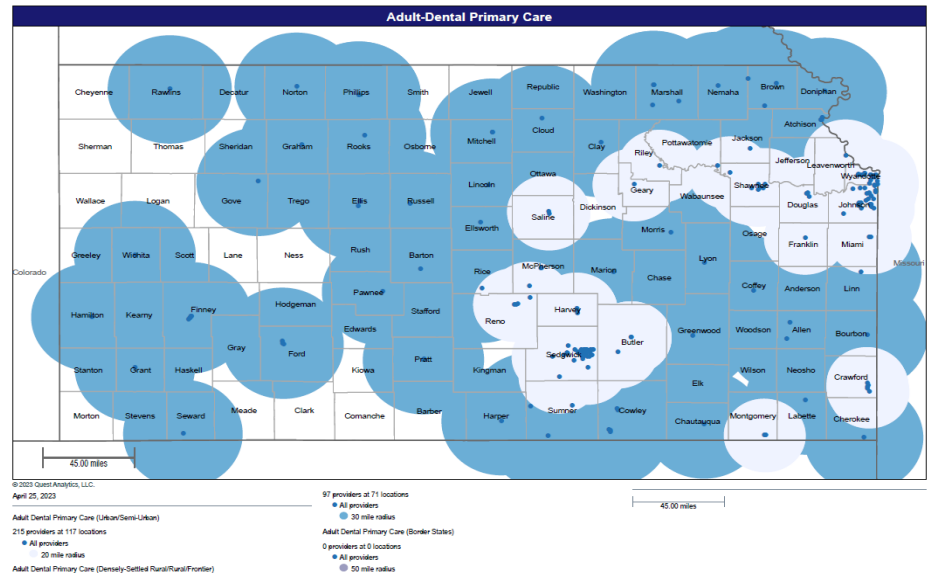 Adult-Dental Primary Care
Cheyenne Rawlins Decatur Norton Phillips Smith Jewell Republic Washington Marshall Nemaha Brown Doniphan
Atchison
Sherman Thomas Sheridan Graham Rooks Osborne Mitchell Cloud Clay Riley Pottawatomie Jackson Jefferson Leavenworth
Wyandotte
Wallace Logan Gove Trego Ellis Russell Lincoln Ottawa Geary Wabaunsee Shawnee Douglas Johnson
Saline Dickinson
Ellsworth Morris Osage Franklin Miami
Greeley Wichita Scott Lane Ness Rush Barton Rice McPherson Marion Chase Lyon Coffey Anderson Linn
Colorado Missouri
Hamilton Kearny Finney Hodgeman Pawnee Stafford Reno Harvey
Gray Ford Edwards Sedgwick Butler Greenwood Woodson Allen Bourbon
Stanton Grant Haskell Kiowa Pratt Kingman Elk Wilson Neosho Crawford
Morton Stevens Seward Meade Clark Comanche Barber Harper Sumner Cowley Chautauqua Montgomery Labette Cherokee
45.00 miles
© 2023 Quest Analytics, LLC.
April 25, 2023
Adult Dental Primary Care (Urban/Semi-Urban)
215 providers at 117 locations
All providers
20 mile radius
Adult Dental Primary Care (Densely-Settled Rural/Rural/Frontier)
97 providers at 71 locations
All providers
30 mile radius
Adult Dental Primary Care (Border States)
0 providers at 0 locations
All providers
50 mile radius
45.00 miles